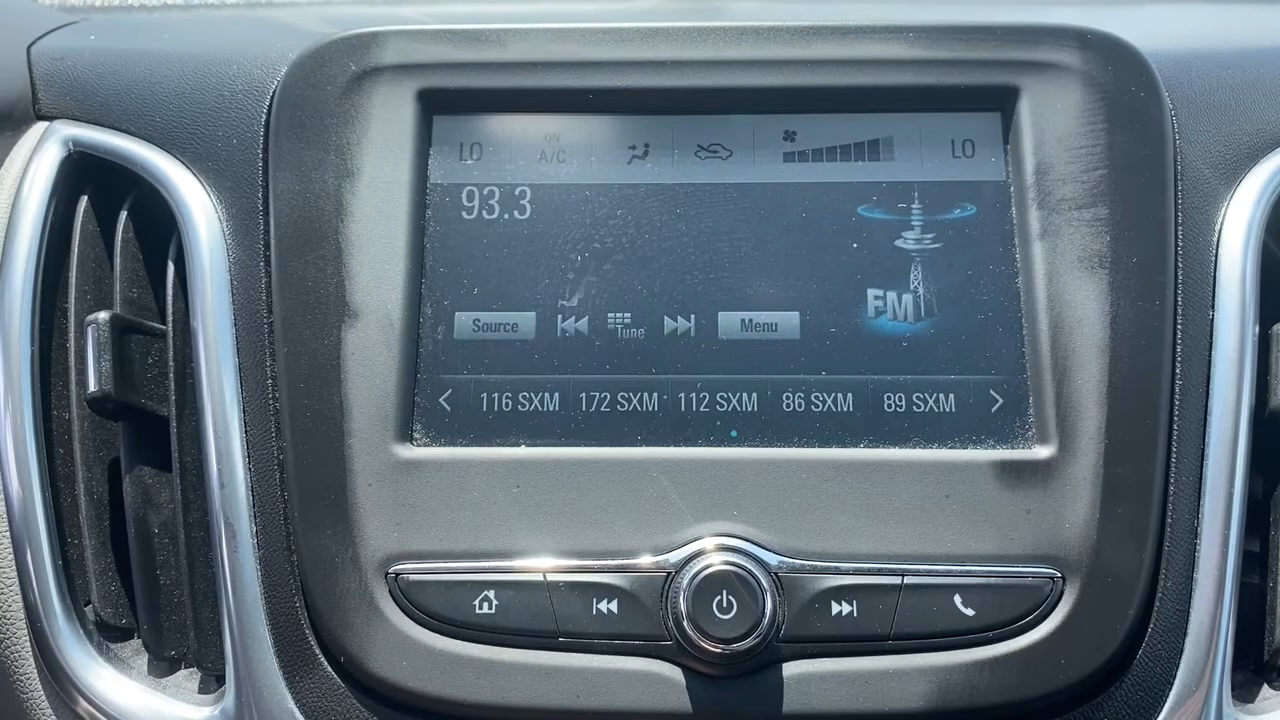 LO ON A/C LO
93.3
FM
Source Tune Menu
116 SXM 172 SXM 112 SXM 86 SXM 89 SXM